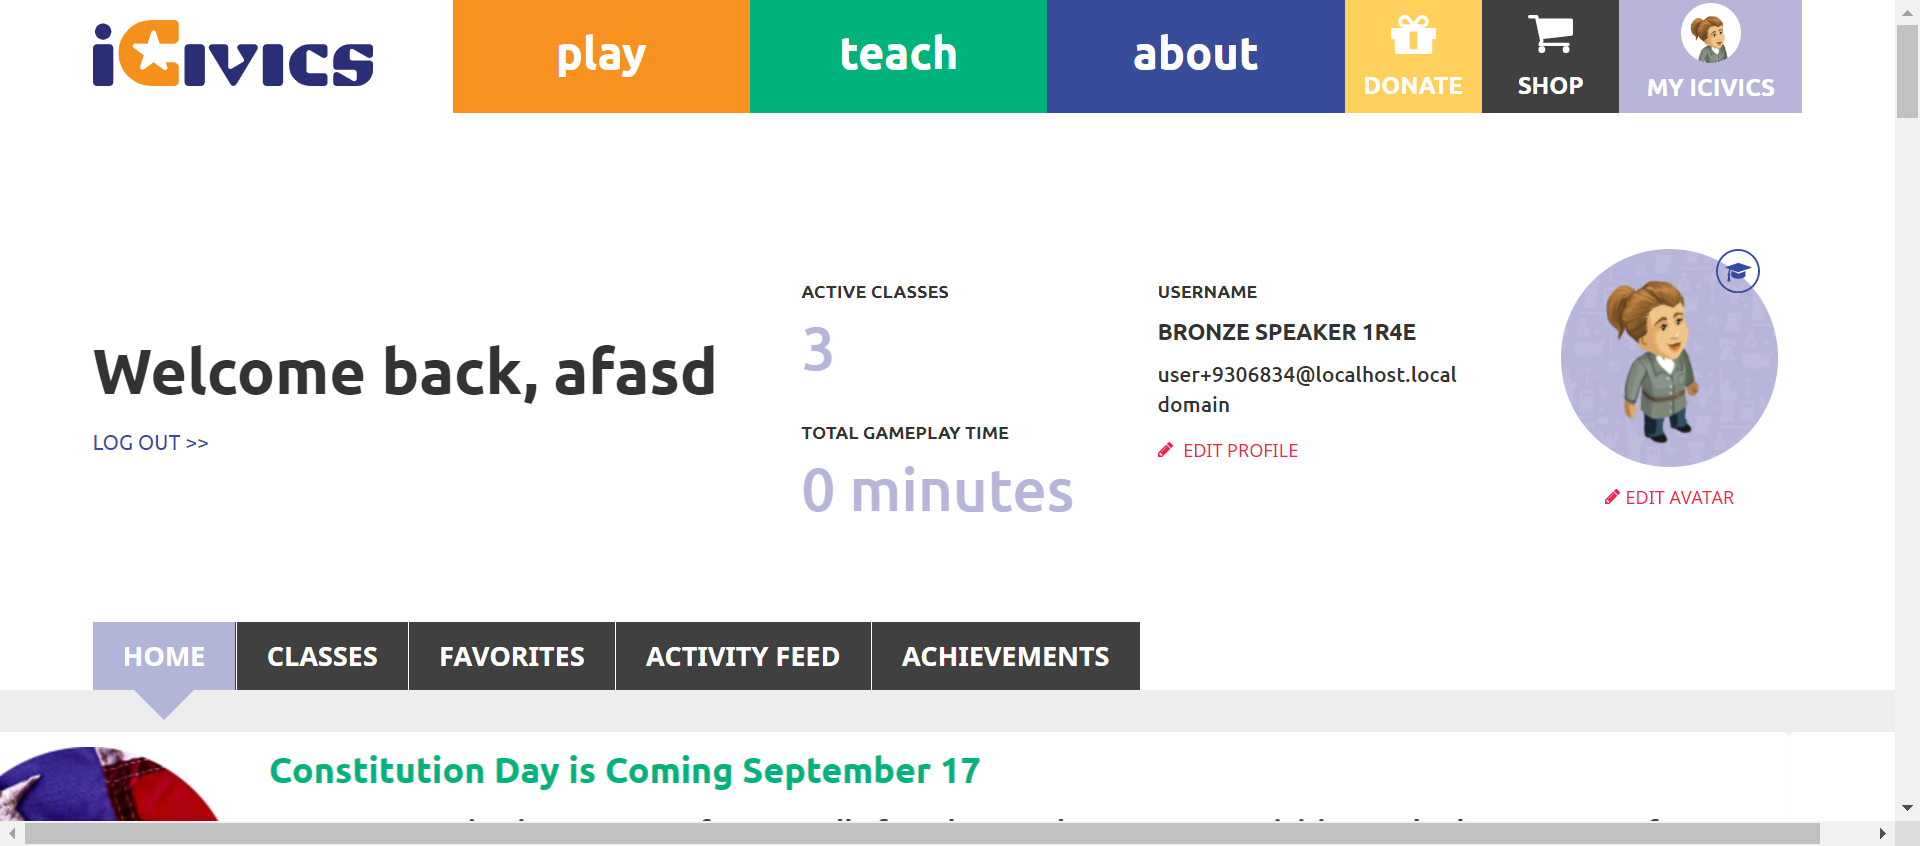 iCivics
play
teach
about
DONATE
SHOP
MY ICIVICS
Welcome back, afasd
LOG OUT >>
ACTIVE CLASSES
3
TOTAL GAMEPLAY TIME
0 minutes
USERNAME
BRONZE SPEAKER 1R4E
user+9306834@localhost.local
domain
EDIT PROFILE
EDIT AVATAR
HOME
CLASSES
FAVORITES
ACTIVITY FEED
ACHIEVEMENTS
Constitution Day is Coming September 17